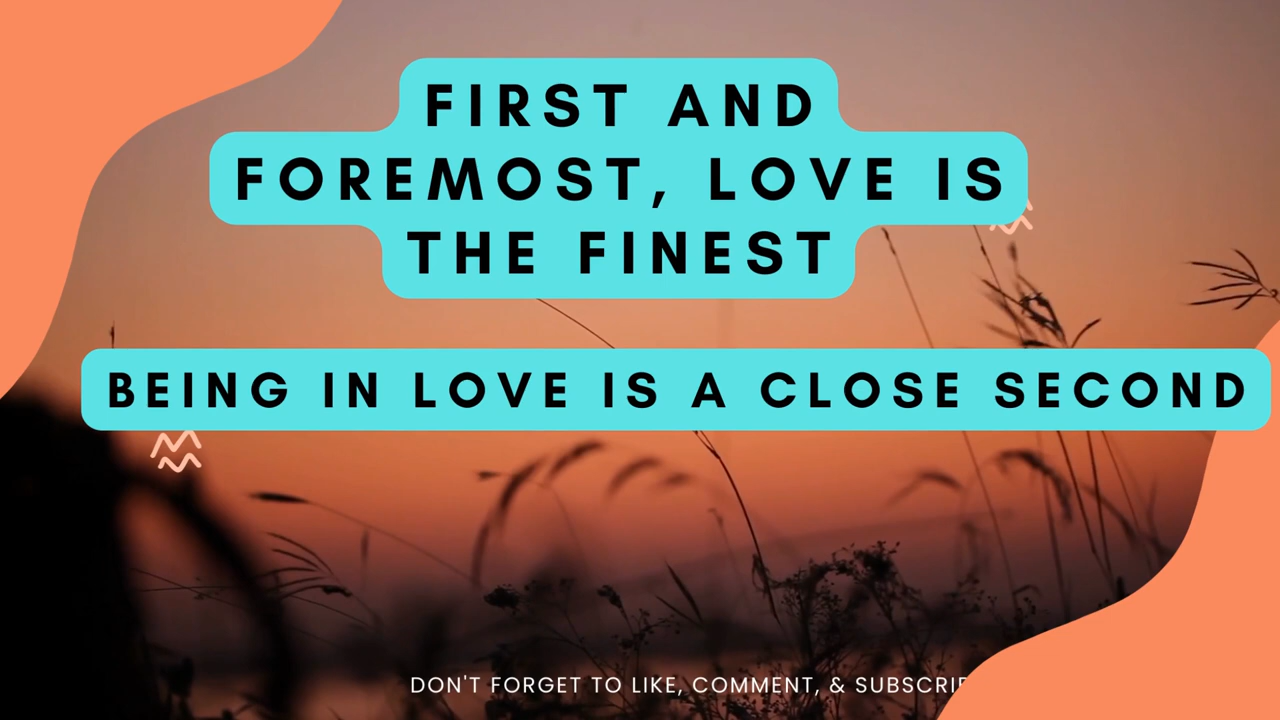 FIRST AND
FOREMOST, LOVE IS
THE FINEST
BEING IN LOVE IS A CLOSE SECOND
DON'T FORGET TO LIKE, COMMENT, &